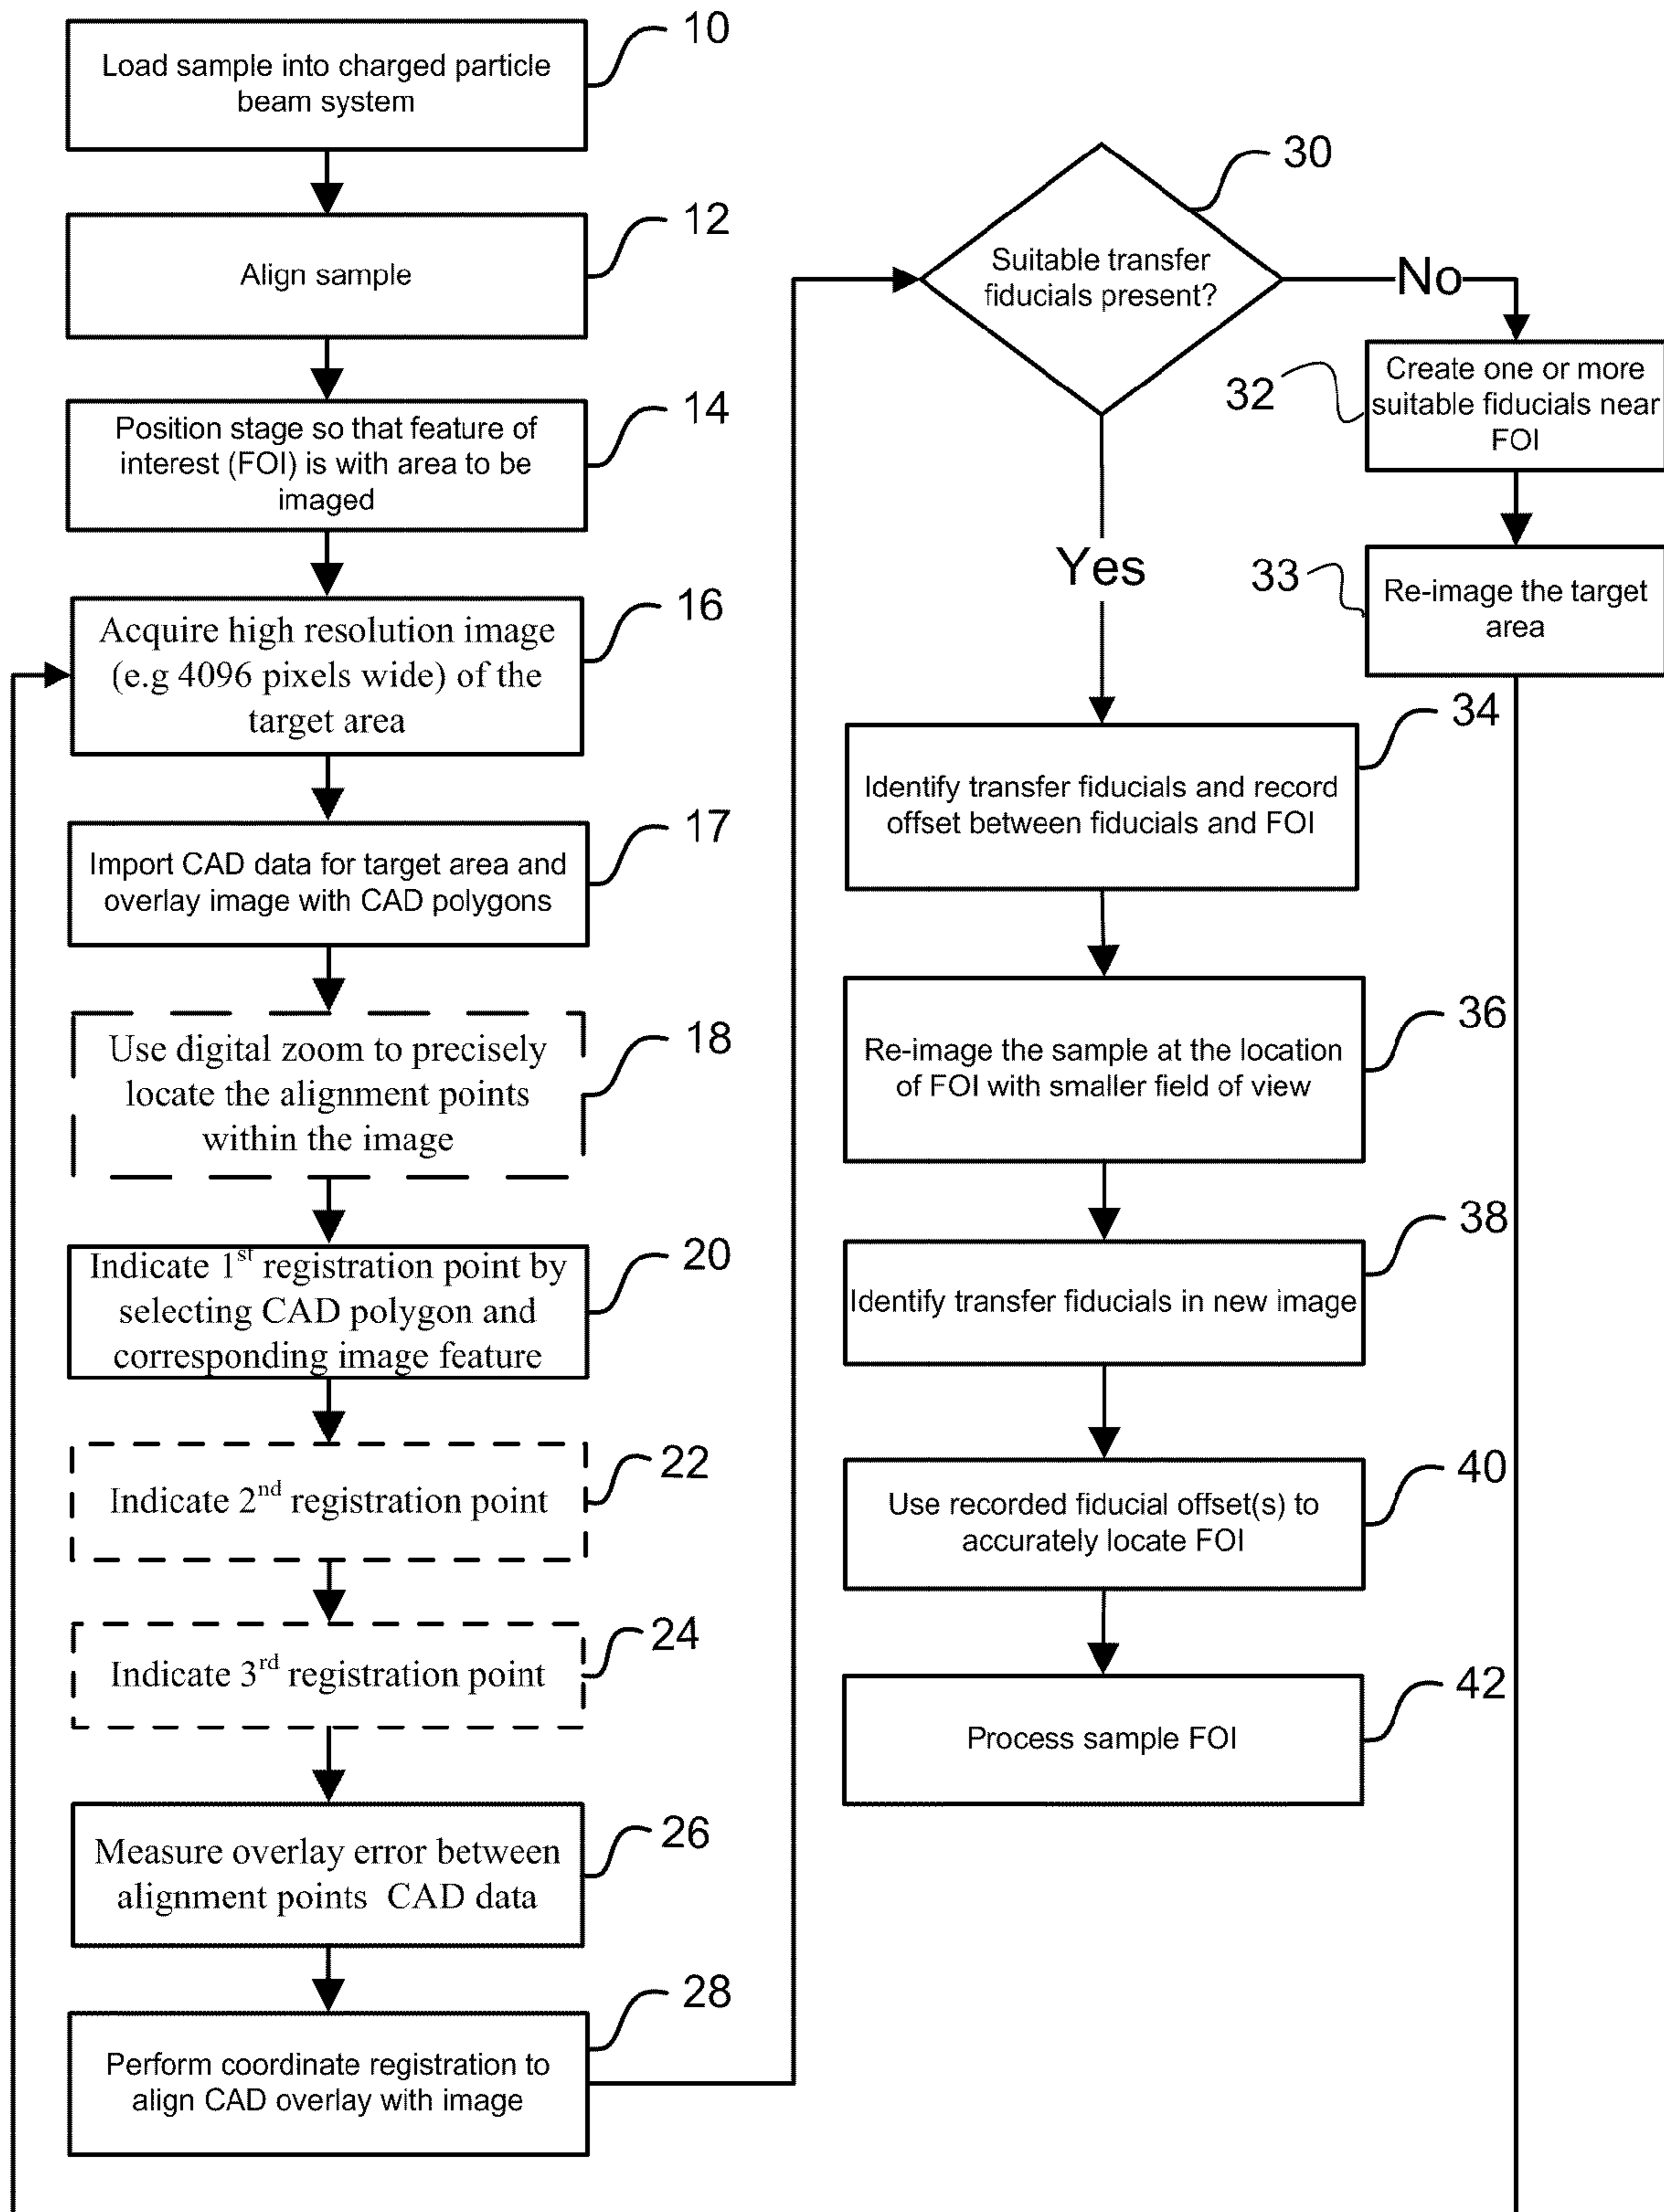 10
Load sample into charged particle
beam system
12
Align sample
14
Position stage so that feature of
interest (FOI) is with area to be
imaged
16
Acquire high resolution image
(e.g 4096 pixels wide) of the
target area
17
Import CAD data for target area and
overlay image with CAD polygons
18
Use digital zoom to precisely
locate the alignment points
within the image
20
Indicate 1st registration point by
selecting CAD polygon and
corresponding image feature
22
Indicate 2nd registration point
24
Indicate 3rd registration point
26
Measure overlay error between
alignment points CAD data
28
Perform coordinate registration to
align CAD overlay with image
30
Suitable transfer
fiducials present?
No
32
Create one or more
suitable fiducials near
FOI
33
Re-image the target
area
Yes
34
Identify transfer fiducials and record
offset between fiducials and FOI
36
Re-image the sample at the location
of FOI with smaller field of view
38
Identify transfer fiducials in new image
40
Use recorded fiducial offset(s) to
accurately locate FOI
42
Process sample FOI